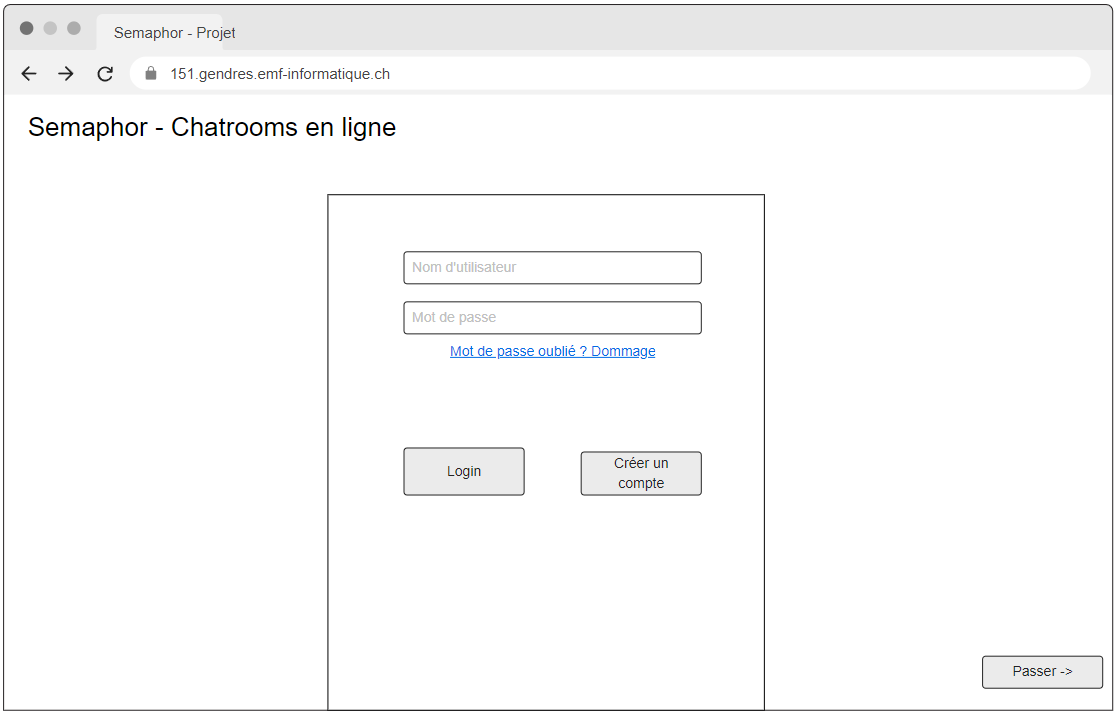 Semaphor - Projet
151.gendres.emf-informatique.ch
Semaphor - Chatrooms en ligne
Nom d'utilisateur
Mot de passe
Mot de passe oublié ? Dommage
Login
Créer un
compte
Passer ->